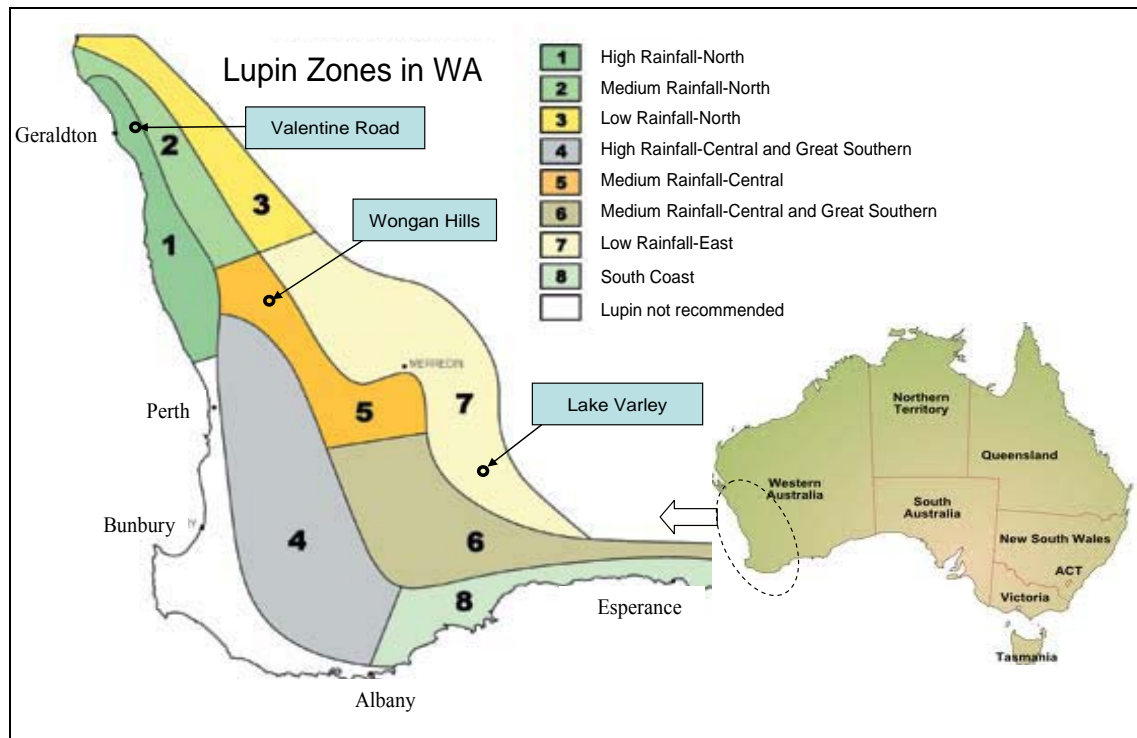 Lupin Zones in WA
1 High Rainfall-North
2 Medium Rainfall-North
3 Low Rainfall-North
4 High Rainfall-Central and Great Southern
5 Medium Rainfall-Central
6 Medium Rainfall-Central and Great Southern
7 Low Rainfall-East
8 South Coast
Lupin not recommended
Geraldton
Valentine Road
2
3
Wongan Hills
1
MERREDIN
Perth
5
7
Lake Varley
Bunbury
4
6
8
Esperance
Albany
Northern
Territory
Queensland
Western
Australia
South
Australia
New South Wales
ACT
Victoria
Tasmania